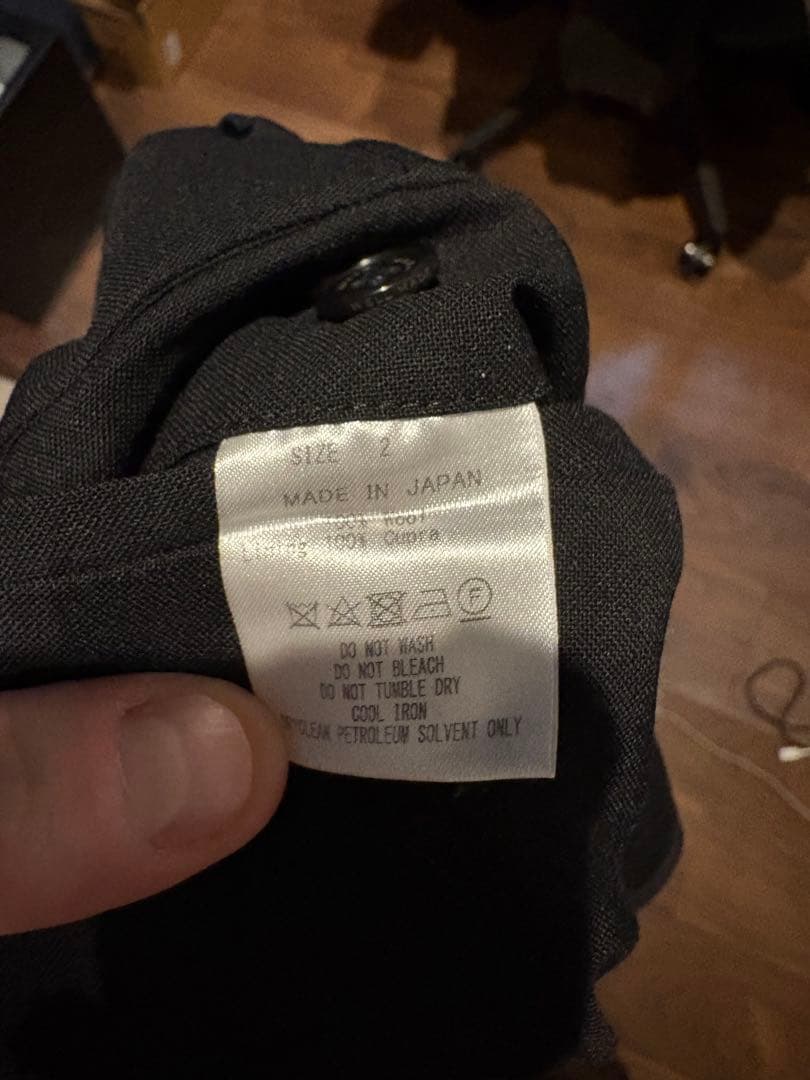 SIZE 2
MADE IN JAPAN
100% Wool
Lining 100% Cupra
F
DO NOT WASH
DO NOT BLEACH
DO NOT TUMBLE DRY
COOL IRON
PETROLEUM SOLVENT ONLY